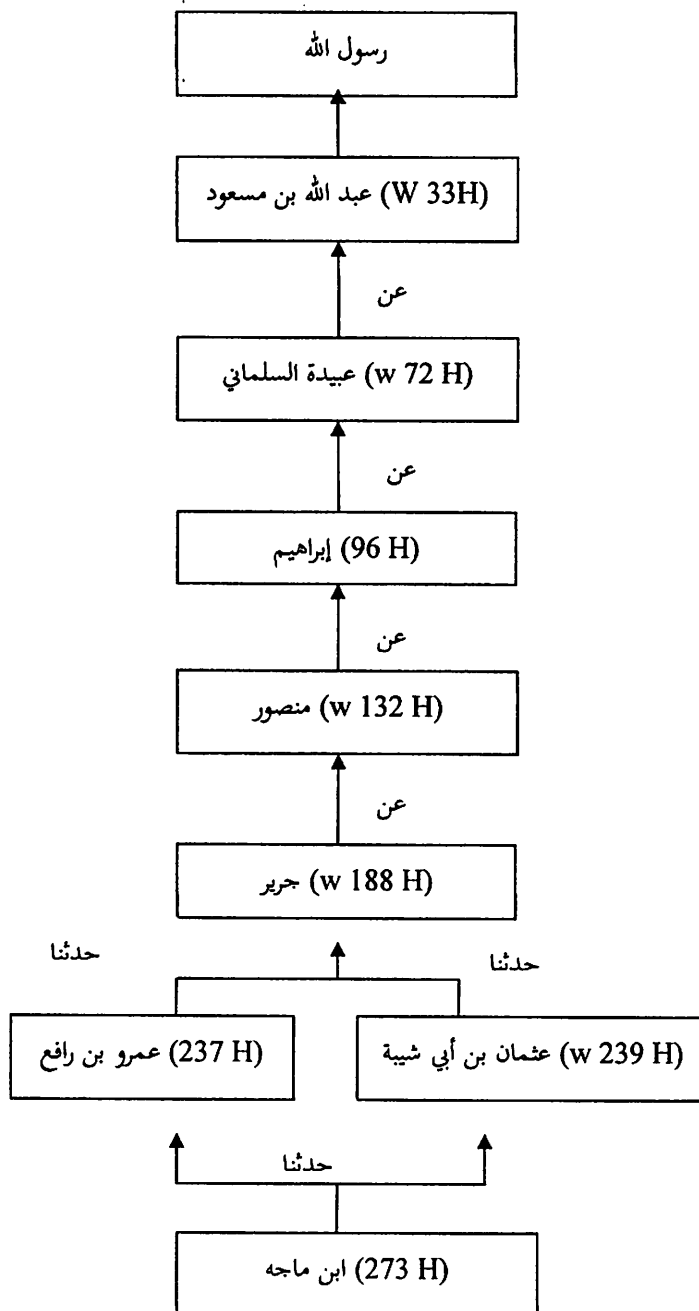 رسول الله
عبد الله بن مسعود (W 33H)
عن
عبيدة السلماني (w 72 H)
عن
إبراهيم (96 H)
عن
منصور (w 132 H)
عن
جرير (w 188 H)
حدثنا
حدثنا
عمرو بن رافع (237 H)
عثمان بن أبي شيبة (w 239 H)
حدثنا
ابن ماجه (273 H)